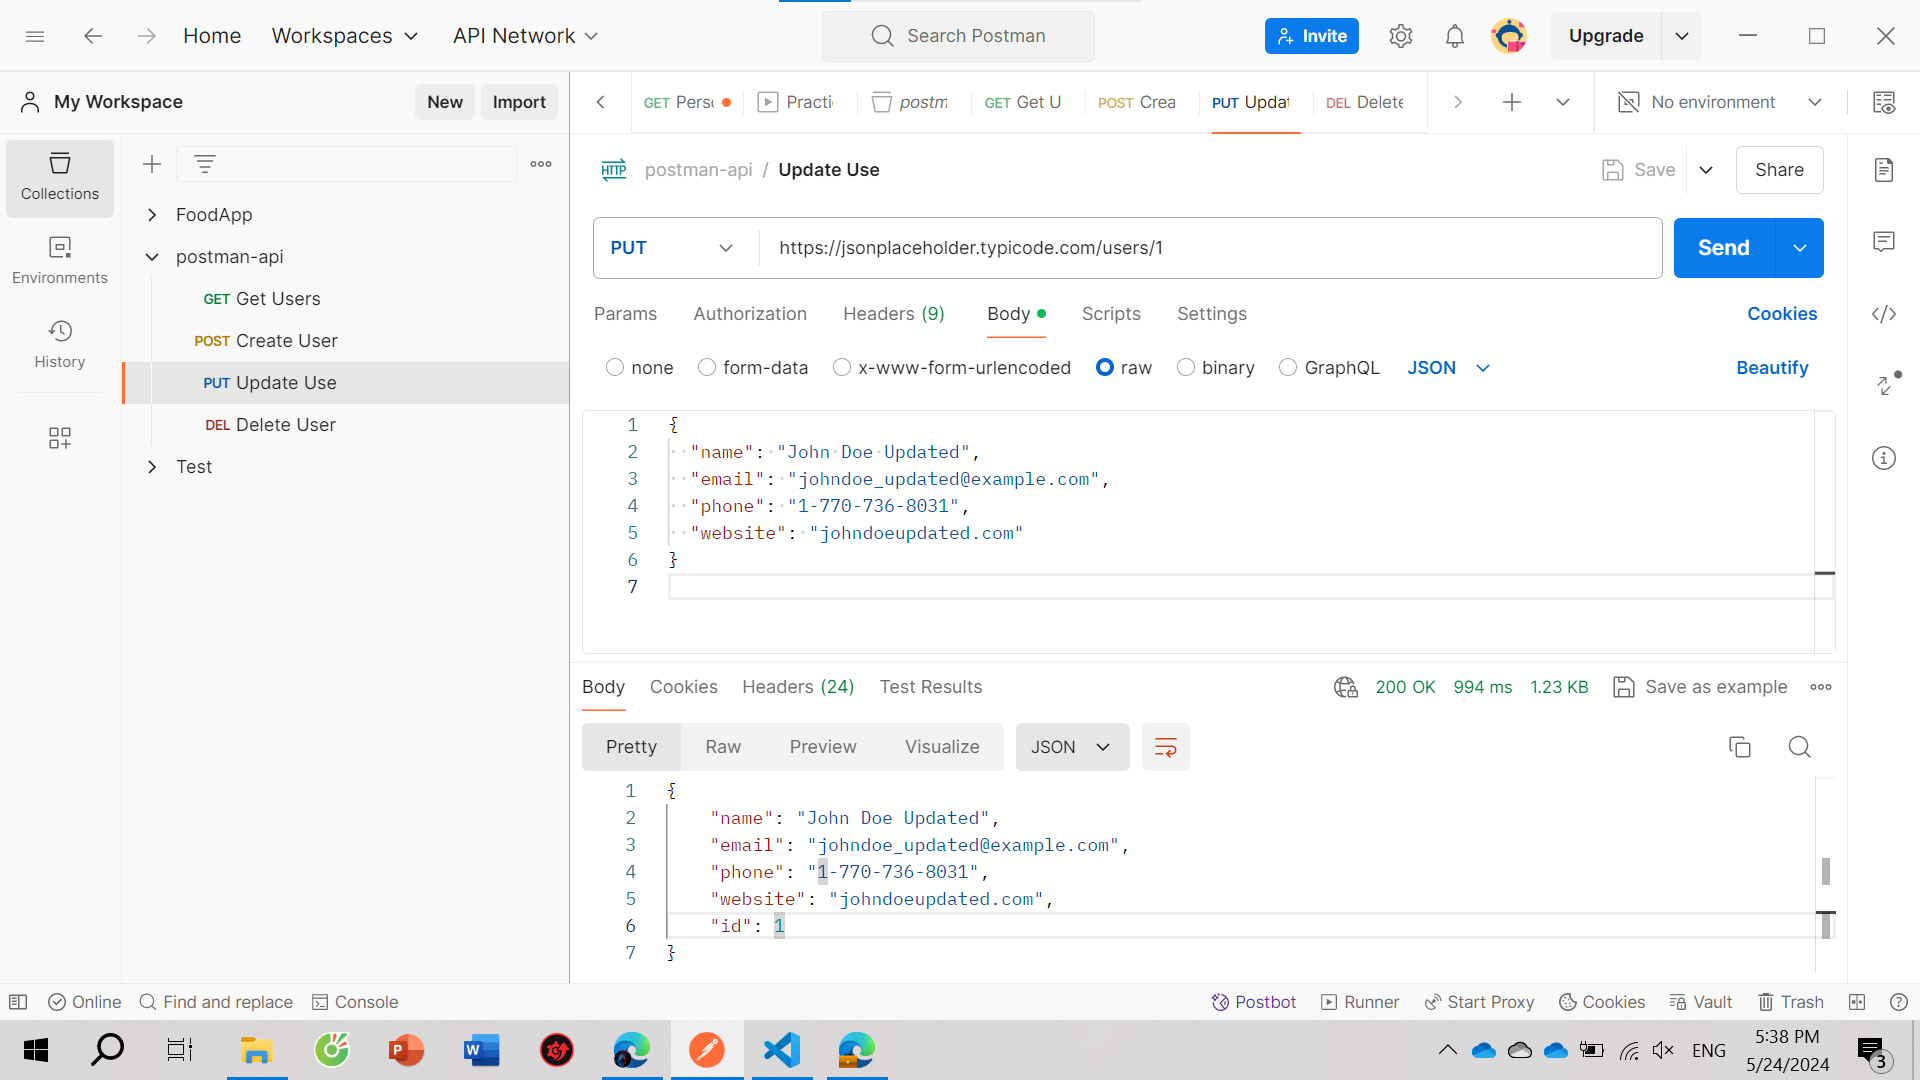 Home Workspaces API Network Search Postman Invite Upgrade
My Workspace New Import
GET Pers Practi postm GET Get U POST Crea PUT Updat DEL Delete No environment
Collections
Environments
History
FoodApp
postman-api
GET Get Users
POST Create User
PUT Update Use
DEL Delete User
Test
HTTP postman-api / Update Use Save Share
PUT https://jsonplaceholder.typicode.com/users/1 Send
Params Authorization Headers (9) Body Scripts Settings Cookies
none form-data x-www-form-urlencoded raw binary GraphQL JSON Beautify
1 {
2 "name": "John Doe Updated",
3 "email": "johndoe_updated@example.com",
4 "phone": "1-770-736-8031",
5 "website": "johndoeupdated.com"
6 }
7
Body Cookies Headers (24) Test Results 200 OK 994 ms 1.23 KB Save as example
Pretty Raw Preview Visualize JSON
1 {
2 "name": "John Doe Updated",
3 "email": "johndoe_updated@example.com",
4 "phone": "1-770-736-8031",
5 "website": "johndoeupdated.com",
6 "id": 1
7 }
Online Find and replace Console Postbot Runner Start Proxy Cookies Vault Trash
ENG 5:38 PM
5/24/2024 3